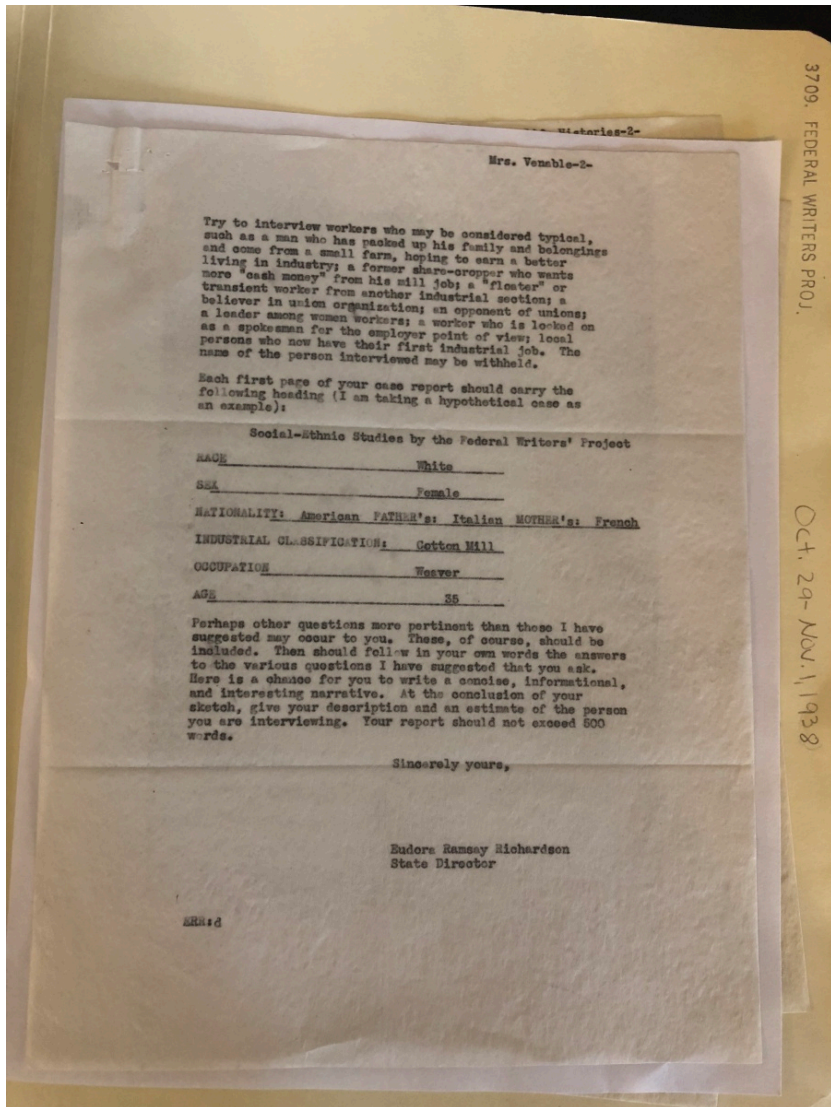 Histories-2-
Mrs. Venable-2-
Try to interview workers who may be considered typical,
such as a man who has packed up his family and belongings
and come from a small farm, hoping to earn a better
living in industry; a former share-cropper who wants
more "cash money" from his mill job; a "floater" or
transient worker from another industrial section; a
believer in union organization; an opponent of unions;
a leader among women workers; a worker who is looked on
as a spokesman for the employer point of view; local
persons who now have their first industrial job. The
name of the person interviewed may be withheld.
Each first page of your case report should carry the
following heading (I am taking a hypothetical case as
an example):
Social-Ethnic Studies by the Federal Writers' Project
RACE White
SEX Female
NATIONALITY: American FATHER's: Italian MOTHER's: French
INDUSTRIAL CLASSIFICATION: Cotton Mill
OCCUPATION Weaver
AGE 35
Perhaps other questions more pertinent than those I have
suggested may occur to you. These, of course, should be
included. Then should follow in your own words the answers
to the various questions I have suggested that you ask.
Here is a chance for you to write a concise, informational,
and interesting narrative. At the conclusion of your
sketch, give your description and an estimate of the person
you are interviewing. Your report should not exceed 500
words.
Sincerely yours,
Eudora Ramsay Richardson
State Director
ERR:d
3709. FEDERAL WRITERS PROJ.
Oct. 29- Nov. 1, 1938